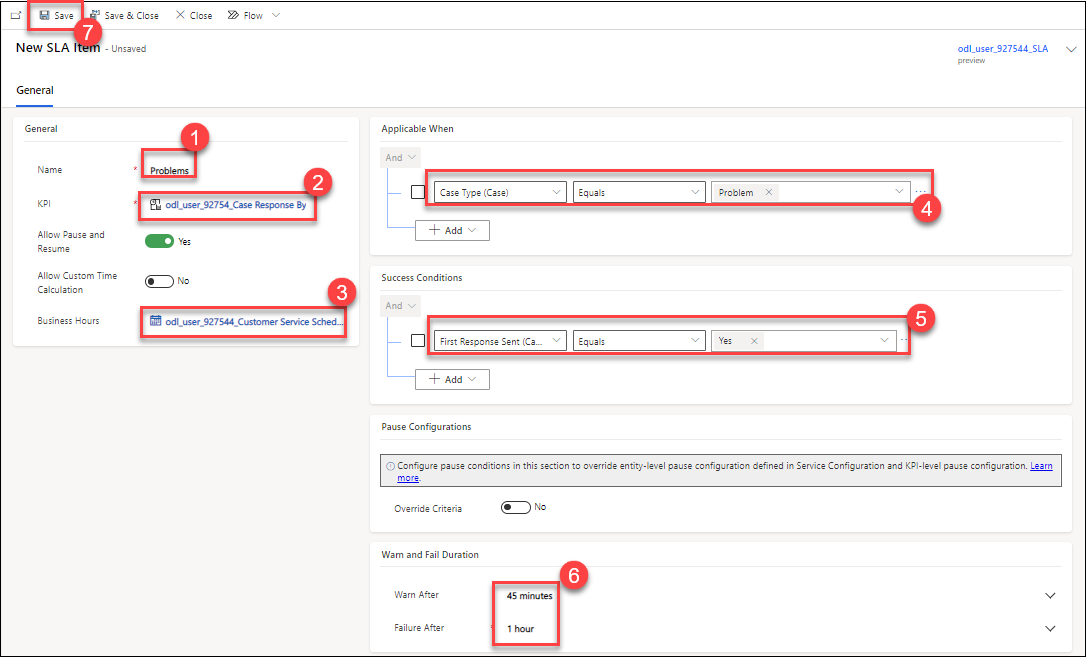 Save
Save & Close
Close
Flow
7
New SLA Item - Unsaved
odl_user_927544_SLA
preview
General
General
1
Name * Problems
2
KPI * odl_user_92754_Case Response By
Allow Pause and
Resume
Yes
Allow Custom Time
Calculation
No
3
Business Hours
odl_user_927544_Customer Service Sched...
Applicable When
And
Case Type (Case)
Equals
Problem
4
Add
Success Conditions
And
5
First Response Sent (Ca...
Equals
Yes
Add
Pause Configurations
Configure pause conditions in this section to override entity-level pause configuration defined in Service Configuration and KPI-level pause configuration. Learn
more.
Override Criteria
No
Warn and Fail Duration
6
Warn After
45 minutes
Failure After
1 hour